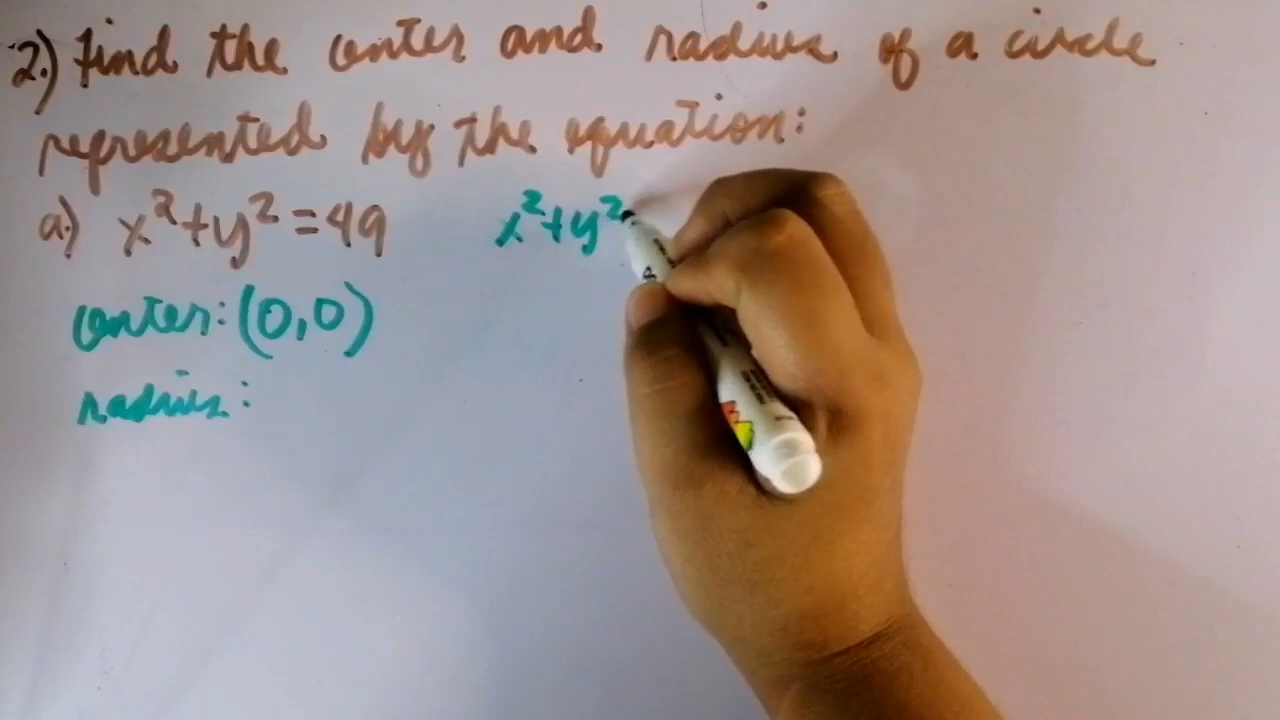 2.) Find the center and radius of a circle
represented by the equation:
a.) x²+y²=49 x²+y²
center: (0,0)
radius: